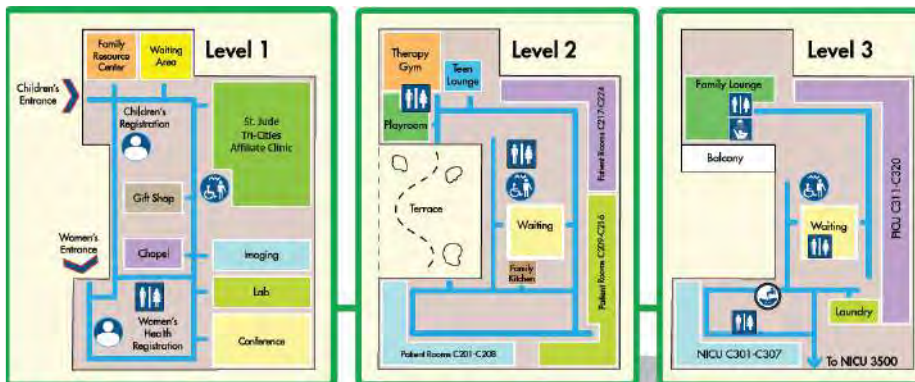 Level 1
Family
Resource
Center
Waiting
Area
Children's
Entrance
Children's
Registration
St. Jude
Tri-Cities
Affiliate Clinic
Gift Shop
Women's
Entrance
Chapel
Imaging
Lab
Women's
Health
Registration
Conference
Level 2
Therapy
Gym
Teen
Lounge
Playroom
Patient Rooms C217-C224
Terrace
Waiting
Patient Rooms C209-C216
Family
Kitchen
Patient Rooms C201-C208
Level 3
Family Lounge
Balcony
PICU C311-C320
Waiting
Laundry
NICU C301-C307
To NICU 3500